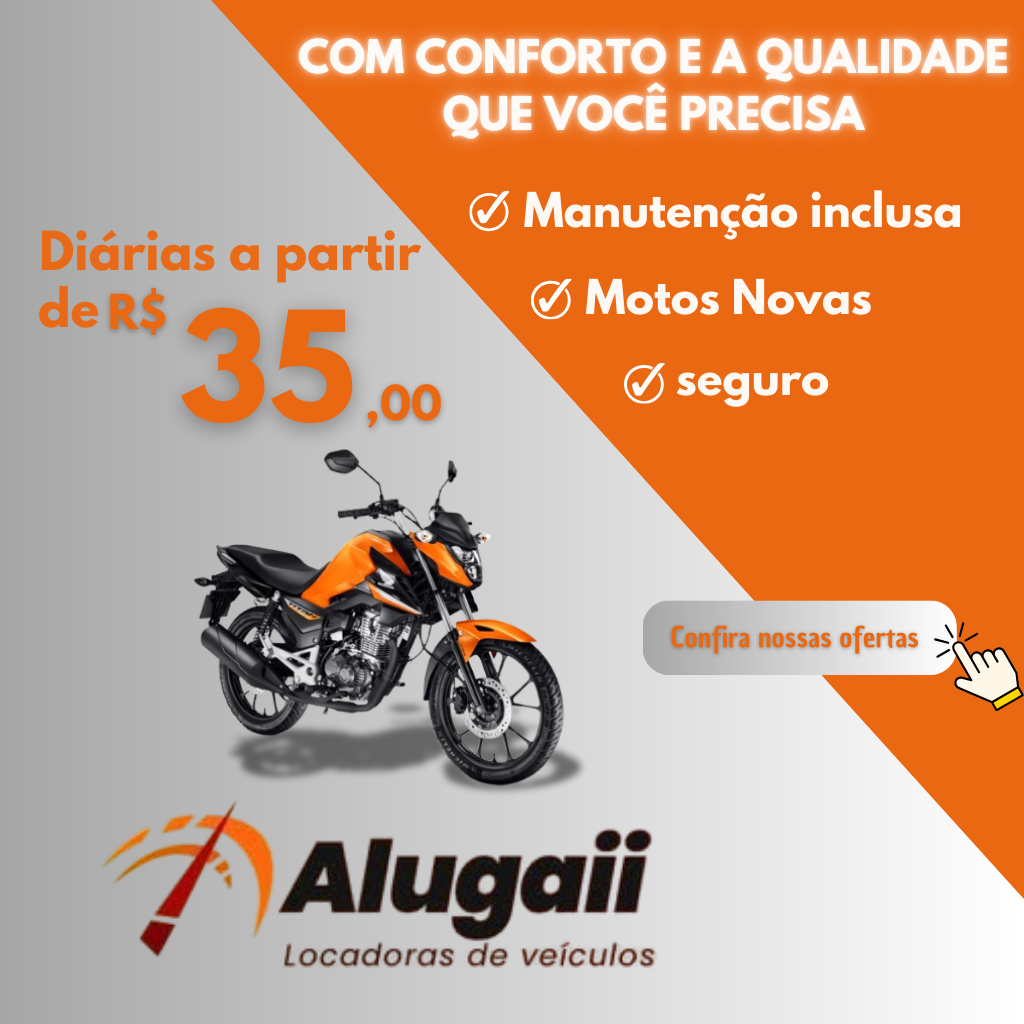 COM CONFORTO E A QUALIDADE
QUE VOCÊ PRECISA
Manutenção inclusa
Motos Novas
seguro
Diárias a partir
de R$ 35,00
Confira nossas ofertas
Alugaii
Locadoras de veículos